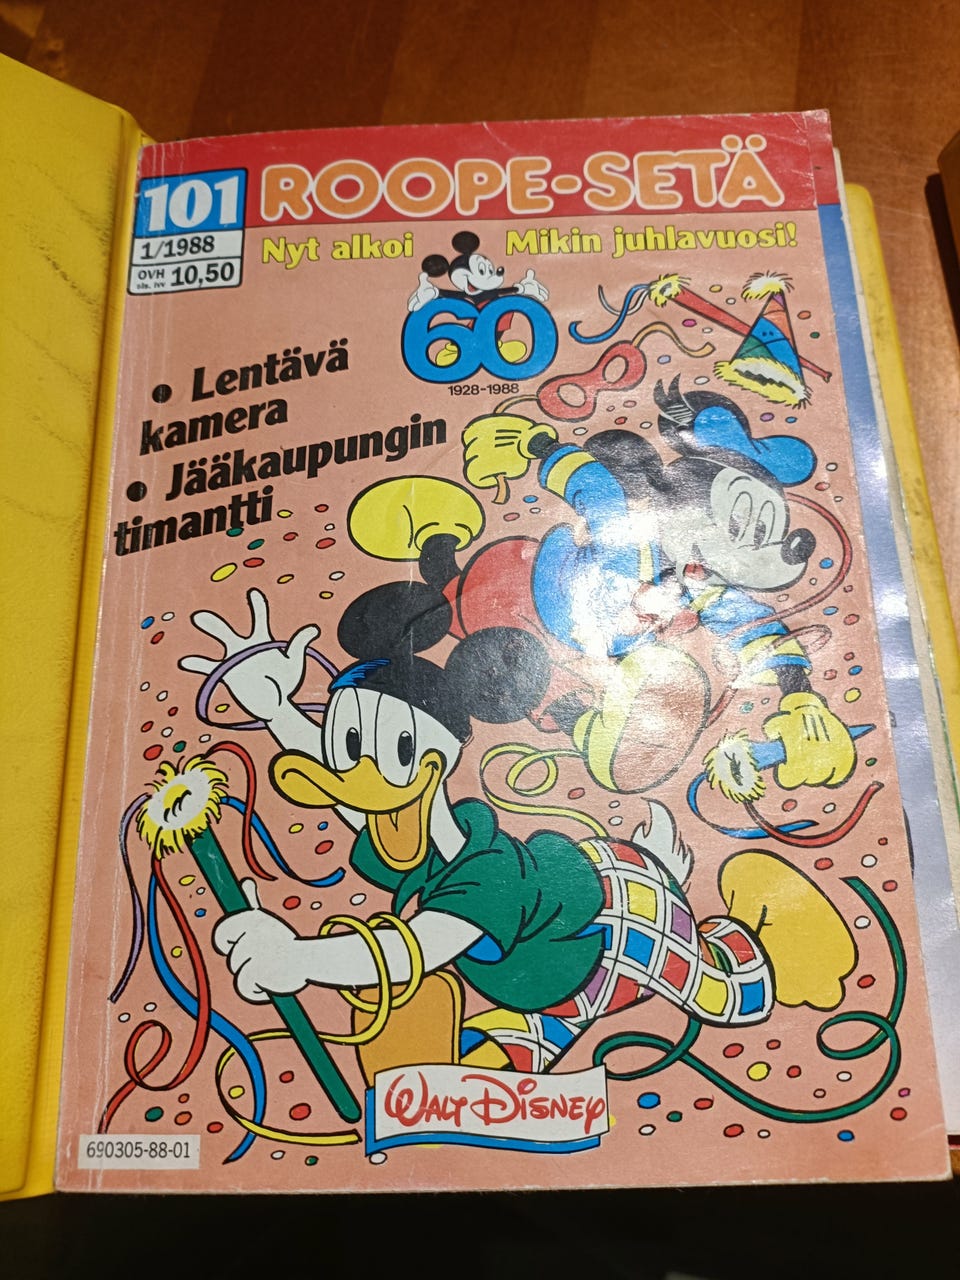 101
ROOPE-SETÄ
1/1988
OVH
sis. lvv 10,50
Nyt alkoi Mikin juhlavuosi!
60
1928-1988
• Lentävä
kamera
• Jääkaupungin
timantti
WALT DISNEY
690305-88-01